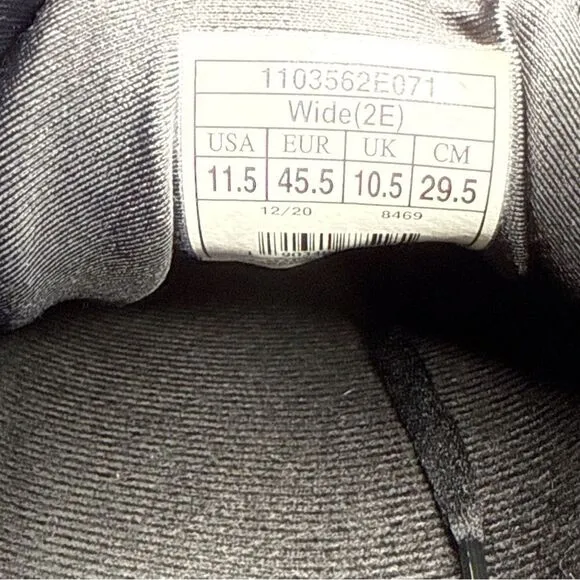 1103562E071
Wide(2E)
USA EUR UK CM
11.5 45.5 10.5 29.5
12/20 8469